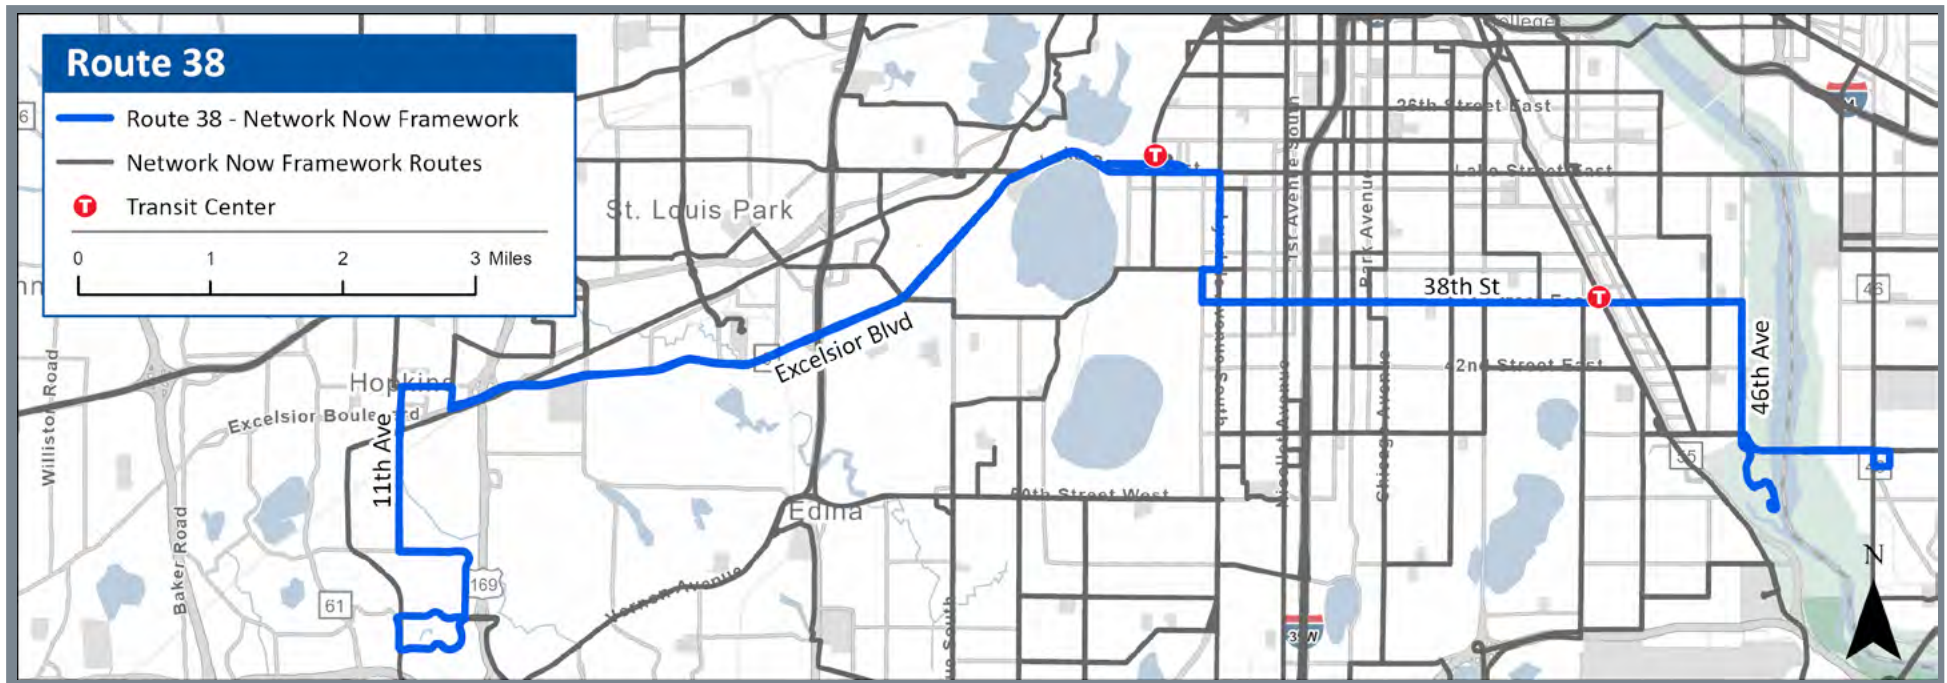 Route 38
Route 38 - Network Now Framework
Network Now Framework Routes
T Transit Center
0 1 2 3 Miles
6
St. Louis Park
Hopkins
Edina
Excelsior Blvd
Excelsior Boulevard
11th Ave
Williston Road
Baker Road
61
169
Vernon Avenue
50th Street West
T
26th Street East
Lake Street East
1st Avenue South
Park Avenue
38th St
T
42nd Street East
Nicollet Avenue
Chicago Avenue
46th Ave
46
55
35W
N